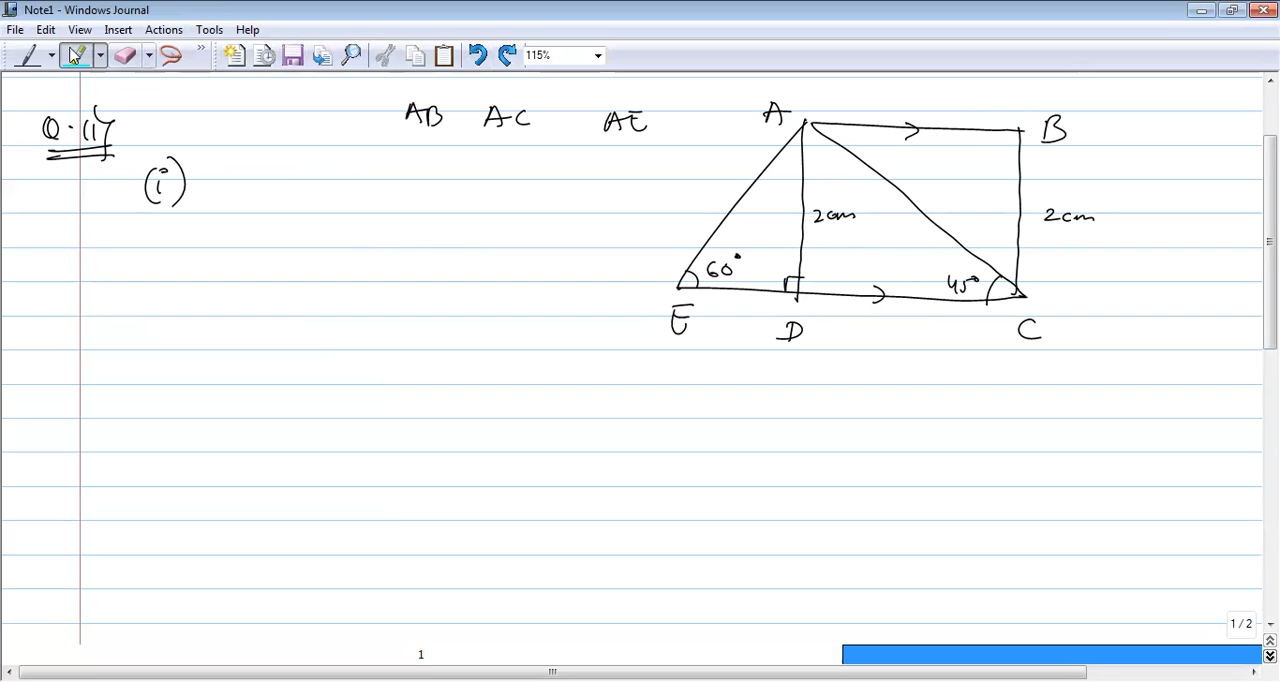 Note1 - Windows Journal
File Edit View Insert Actions Tools Help
115%
AB AC AE A B
Q.11
(i)
2cm 2cm
60° 45°
E D C
1 / 2
1